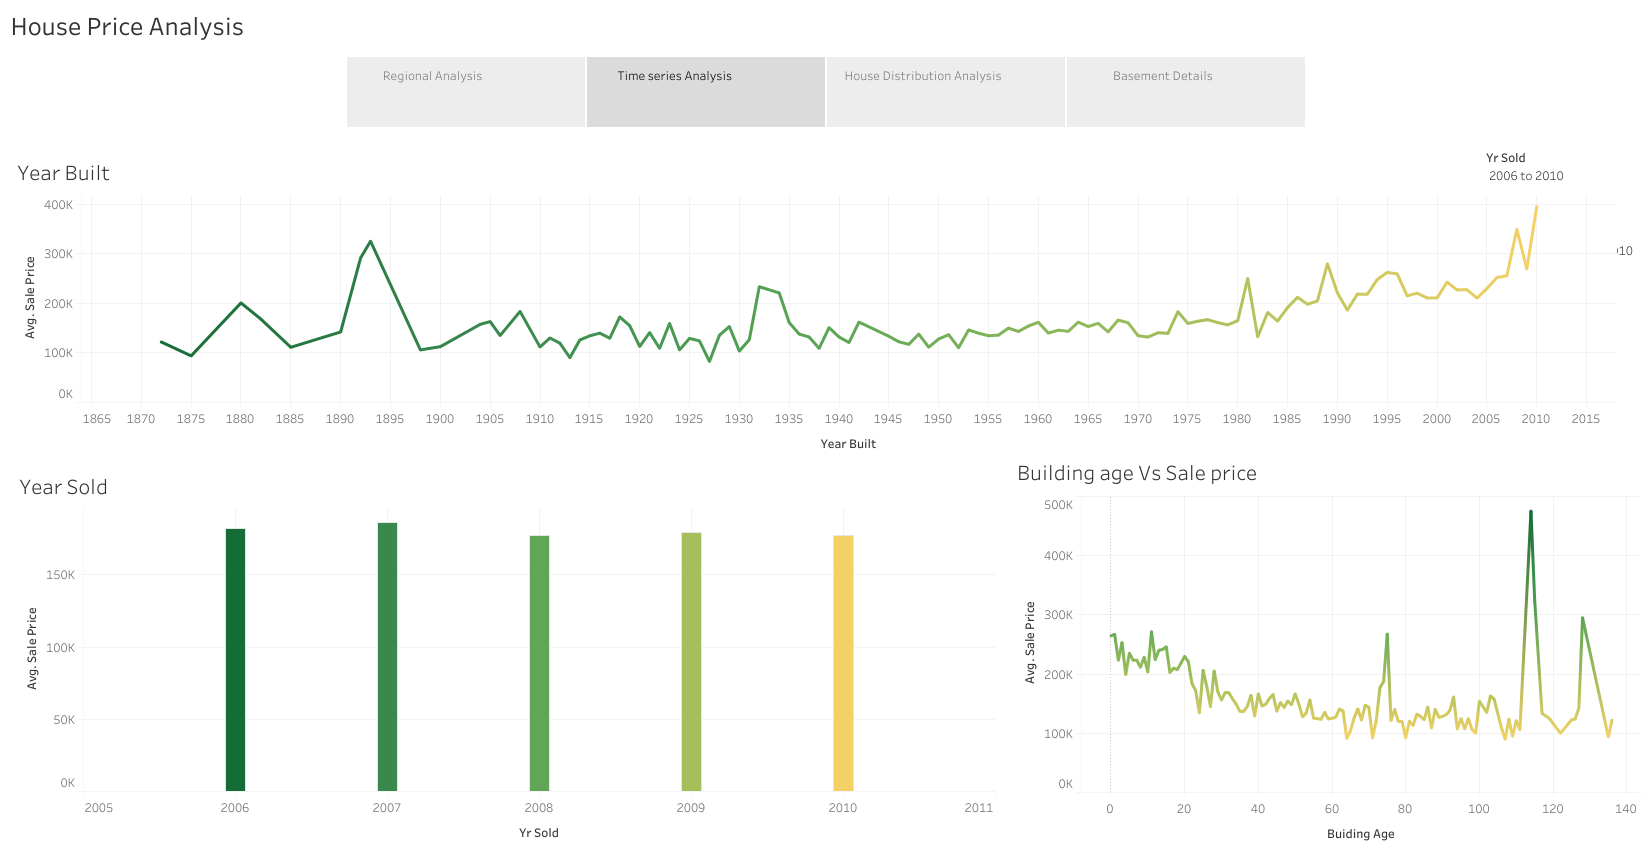 House Price Analysis
Regional Analysis Time series Analysis House Distribution Analysis Basement Details
Yr Sold
2006 to 2010
Year Built
400K
300K
200K
100K
0K
Avg. Sale Price
10
1865 1870 1875 1880 1885 1890 1895 1900 1905 1910 1915 1920 1925 1930 1935 1940 1945 1950 1955 1960 1965 1970 1975 1980 1985 1990 1995 2000 2005 2010 2015
Year Built
Year Sold
150K
100K
50K
0K
Avg. Sale Price
2005 2006 2007 2008 2009 2010 2011
Yr Sold
Building age Vs Sale price
500K
400K
300K
200K
100K
0K
Avg. Sale Price
0 20 40 60 80 100 120 140
Buiding Age